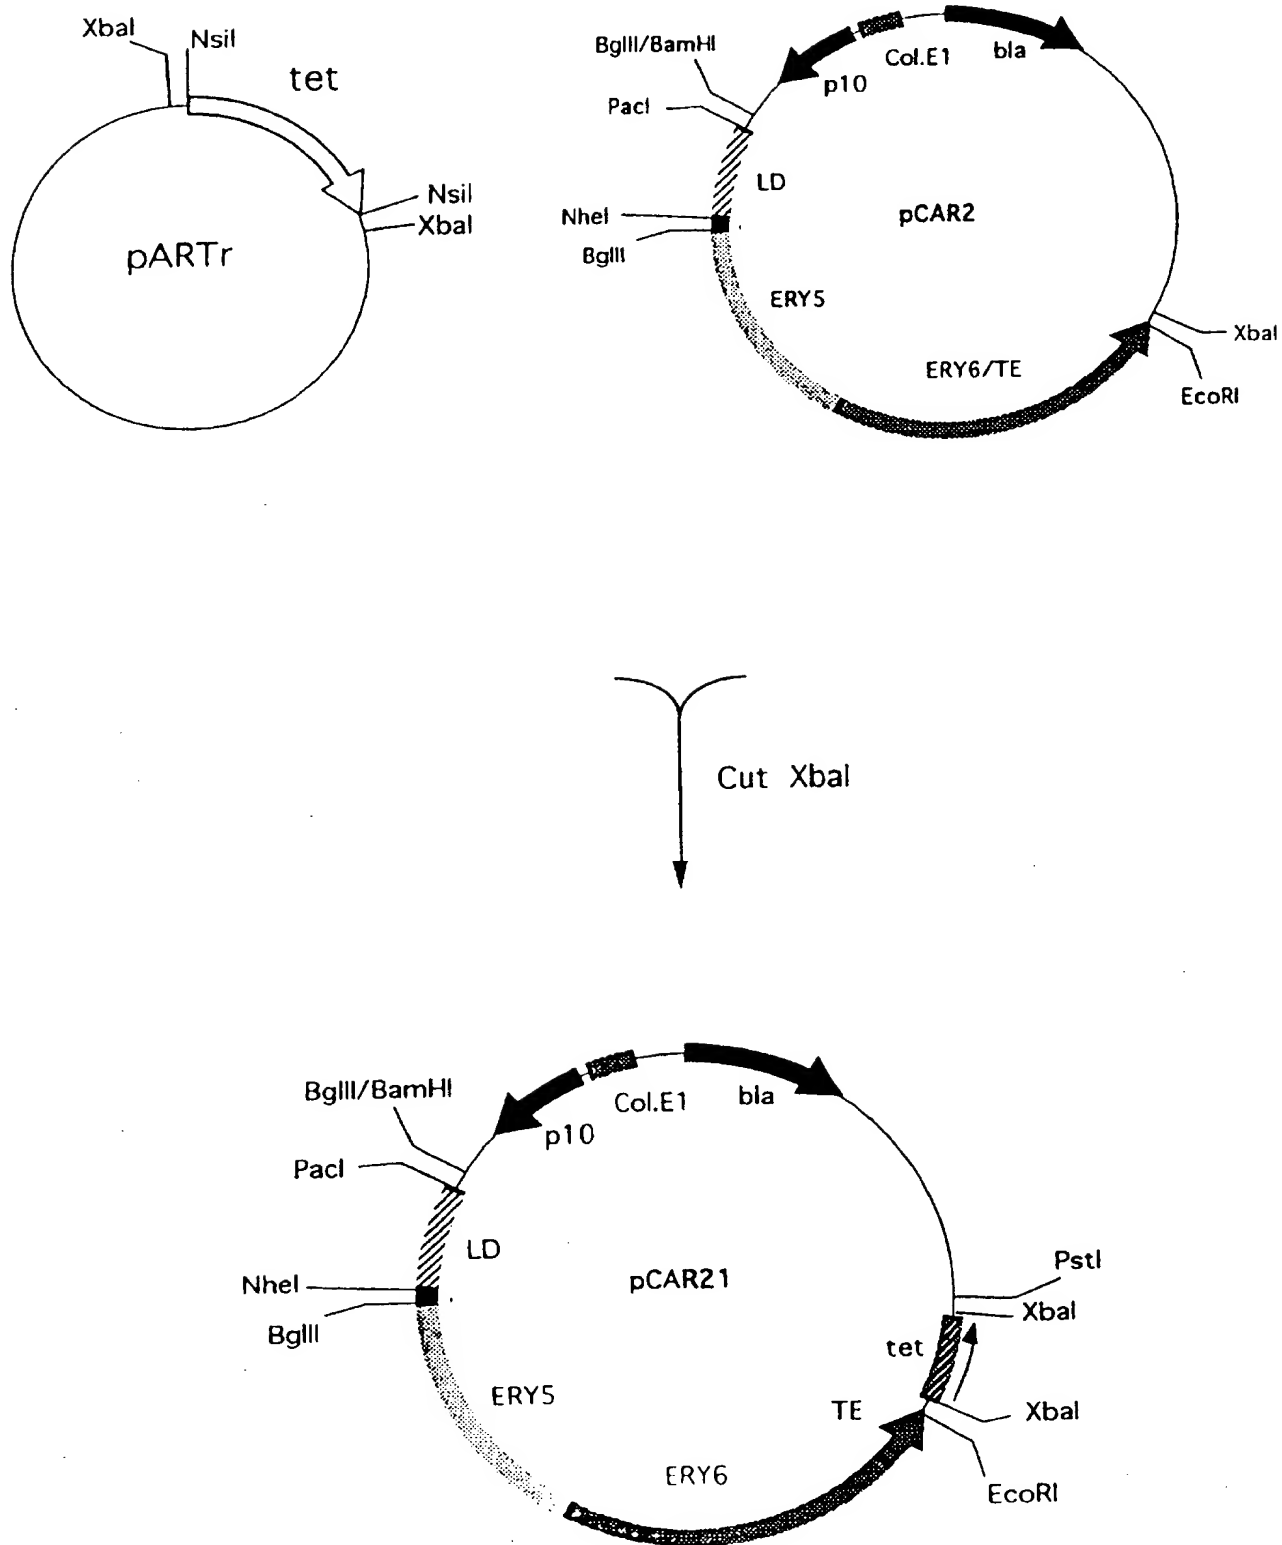 XbaI
NsiI
tet
NsiI
XbaI
pARTr
BglII/BamHI
Col.E1
bla
p10
PacI
LD
pCAR2
NheI
BglII
ERY5
XbaI
ERY6/TE
EcoRI
Cut XbaI
BglII/BamHI
Col.E1
bla
p10
PacI
LD
pCAR21
PstI
NheI
XbaI
BglII
tet
ERY5
TE
XbaI
ERY6
EcoRI